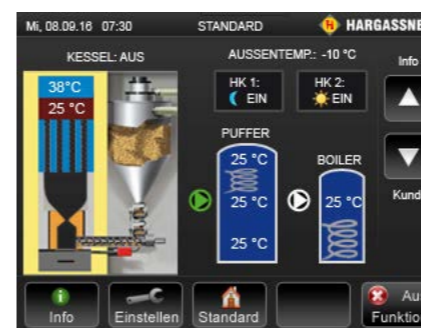 Mi, 08.09.16 07:30 STANDARD HARGASSNE
KESSEL: AUS AUSSENTEMP.: -10 °C Info
38°C
25 °C
HK 1: HK 2:
EIN EIN
PUFFER
25 °C BOILER
25 °C 25 °C Kund
25 °C
Info Einstellen Standard Au
Funktio